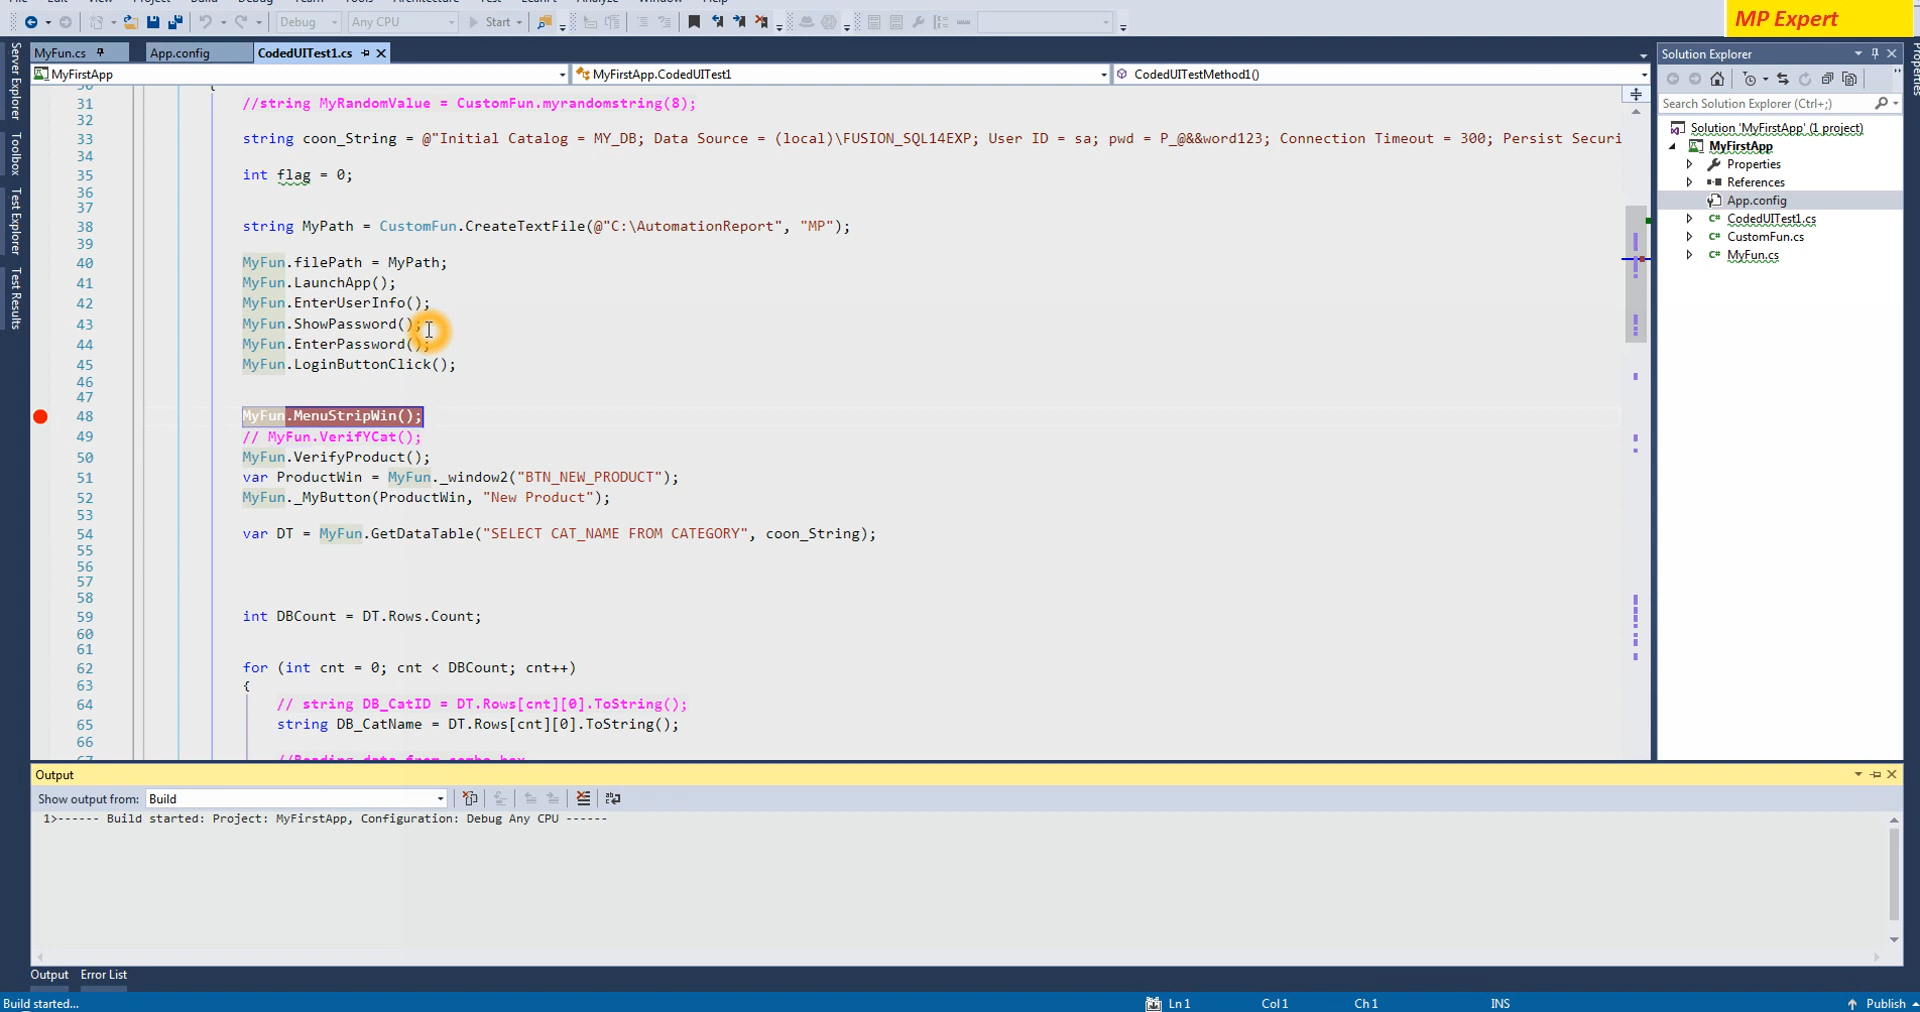 MP Expert
Debug
Any CPU
Start
MyFun.cs
App.config
CodedUITest1.cs
Solution Explorer
MyFirstApp
MyFirstApp.CodedUITest1
CodedUITestMethod1()
Search Solution Explorer (Ctrl+;)
Solution 'MyFirstApp' (1 project)
MyFirstApp
Properties
References
App.config
CodedUITest1.cs
CustomFun.cs
MyFun.cs
Server Explorer
Toolbox
Test Explorer
Test Results
Properties
31 //string MyRandomValue = CustomFun.myrandomstring(8);
32
33 string coon_String = @"Initial Catalog = MY_DB; Data Source = (local)\FUSION_SQL14EXP; User ID = sa; pwd = P_@&&word123; Connection Timeout = 300; Persist Securi
34
35 int flag = 0;
36
37
38 string MyPath = CustomFun.CreateTextFile(@"C:\AutomationReport", "MP");
39
40 MyFun.filePath = MyPath;
41 MyFun.LaunchApp();
42 MyFun.EnterUserInfo();
43 MyFun.ShowPassword();
44 MyFun.EnterPassword();
45 MyFun.LoginButtonClick();
46
47
48 MyFun.MenuStripWin();
49 // MyFun.VerifYCat();
50 MyFun.VerifyProduct();
51 var ProductWin = MyFun._window2("BTN_NEW_PRODUCT");
52 MyFun._MyButton(ProductWin, "New Product");
53
54 var DT = MyFun.GetDataTable("SELECT CAT_NAME FROM CATEGORY", coon_String);
55
56
57
58
59 int DBCount = DT.Rows.Count;
60
61
62 for (int cnt = 0; cnt < DBCount; cnt++)
63 {
64 // string DB_CatID = DT.Rows[cnt][0].ToString();
65 string DB_CatName = DT.Rows[cnt][0].ToString();
66
Output
Show output from: Build
1>------ Build started: Project: MyFirstApp, Configuration: Debug Any CPU ------
Output Error List
Build started...
Ln 1
Col 1
Ch 1
INS
Publish